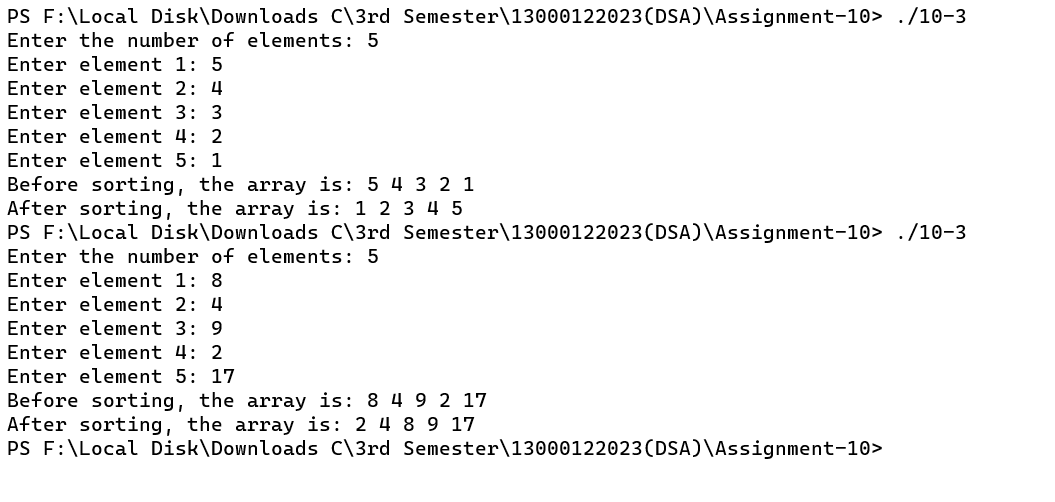 PS F:\Local Disk\Downloads C\3rd Semester\13000122023(DSA)\Assignment-10> ./10-3
Enter the number of elements: 5
Enter element 1: 5
Enter element 2: 4
Enter element 3: 3
Enter element 4: 2
Enter element 5: 1
Before sorting, the array is: 5 4 3 2 1
After sorting, the array is: 1 2 3 4 5
PS F:\Local Disk\Downloads C\3rd Semester\13000122023(DSA)\Assignment-10> ./10-3
Enter the number of elements: 5
Enter element 1: 8
Enter element 2: 4
Enter element 3: 9
Enter element 4: 2
Enter element 5: 17
Before sorting, the array is: 8 4 9 2 17
After sorting, the array is: 2 4 8 9 17
PS F:\Local Disk\Downloads C\3rd Semester\13000122023(DSA)\Assignment-10>